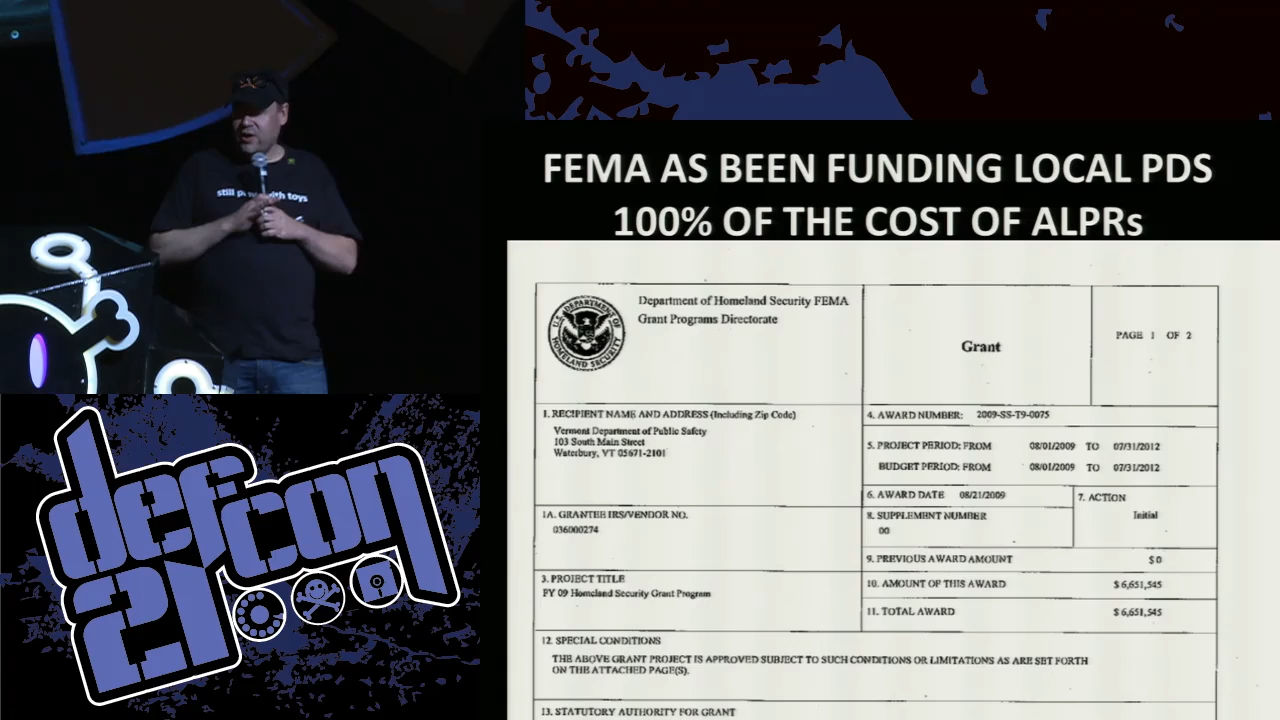 still p with toys
FEMA AS BEEN FUNDING LOCAL PDS
100% OF THE COST OF ALPRs
U.S. DEPARTMENT OF
HOMELAND SECURITY
Department of Homeland Security FEMA
Grant Programs Directorate
Grant
PAGE 1 OF 2
1. RECIPIENT NAME AND ADDRESS (Including Zip Code)
Vermont Department of Public Safety
103 South Main Street
Waterbury, VT 05671-2101
4. AWARD NUMBER: 2009-SS-T9-0075
5. PROJECT PERIOD: FROM 08/01/2009 TO 07/31/2012
BUDGET PERIOD: FROM 08/01/2009 TO 07/31/2012
6. AWARD DATE 08/21/2009
7. ACTION
Initial
1A. GRANTEE IRS/VENDOR NO.
036000274
8. SUPPLEMENT NUMBER
00
9. PREVIOUS AWARD AMOUNT $ 0
3. PROJECT TITLE
FY 09 Homeland Security Grant Program
10. AMOUNT OF THIS AWARD $ 6,651,545
11. TOTAL AWARD $ 6,651,545
12. SPECIAL CONDITIONS
THE ABOVE GRANT PROJECT IS APPROVED SUBJECT TO SUCH CONDITIONS OR LIMITATIONS AS ARE SET FORTH
ON THE ATTACHED PAGE(S).
13. STATUTORY AUTHORITY FOR GRANT
defcon
21